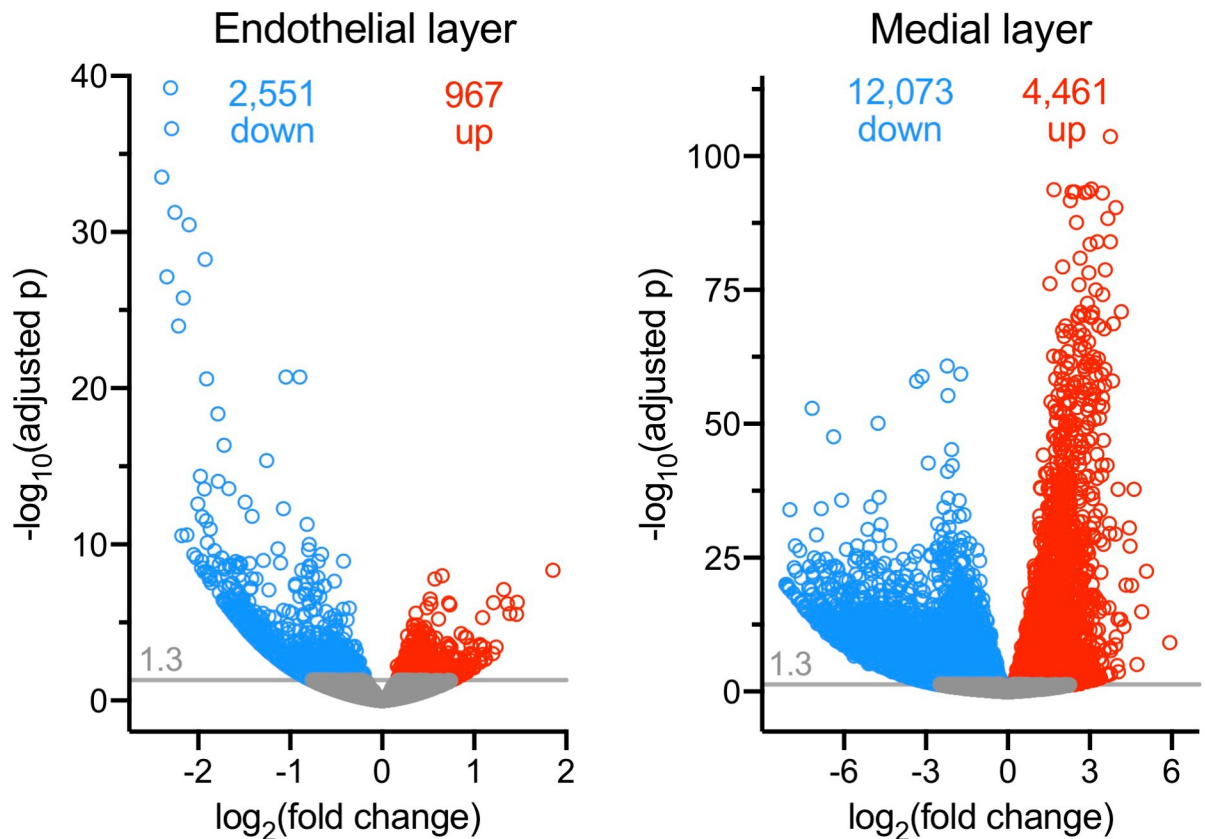 Endothelial layer
2,551
down
967
up
-log10(adjusted p)
40
30
20
10
0
1.3
-2
-1
0
1
2
log2(fold change)
Medial layer
12,073
down
4,461
up
-log10(adjusted p)
100
75
50
25
0
1.3
-6
-3
0
3
6
log2(fold change)